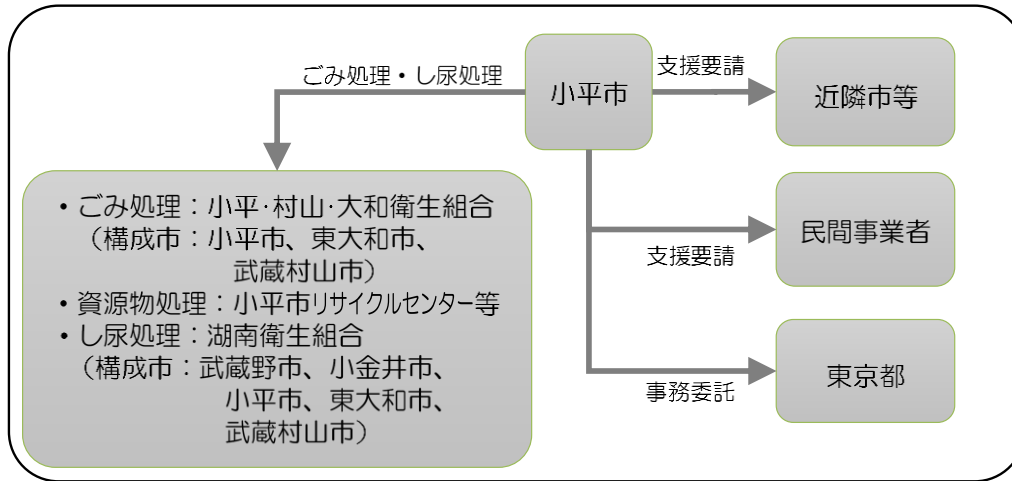 ごみ処理・し尿処理
小平市
支援要請
近隣市等
・ごみ処理：小平･村山･大和衛生組合
（構成市：小平市、東大和市、
武蔵村山市）
・資源物処理：小平市リサイクルセンター等
・し尿処理：湖南衛生組合
（構成市：武蔵野市、小金井市、
小平市、東大和市、
武蔵村山市）
支援要請
民間事業者
事務委託
東京都